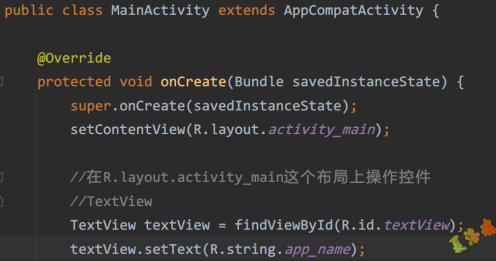 public class MainActivity extends AppCompatActivity {
@Override
protected void onCreate(Bundle savedInstanceState) {
super.onCreate(savedInstanceState);
setContentView(R.layout.activity_main);
//在R.layout.activity_main这个布局上操作控件
//TextView
TextView textView = findViewById(R.id.textView);
textView.setText(R.string.app_name);